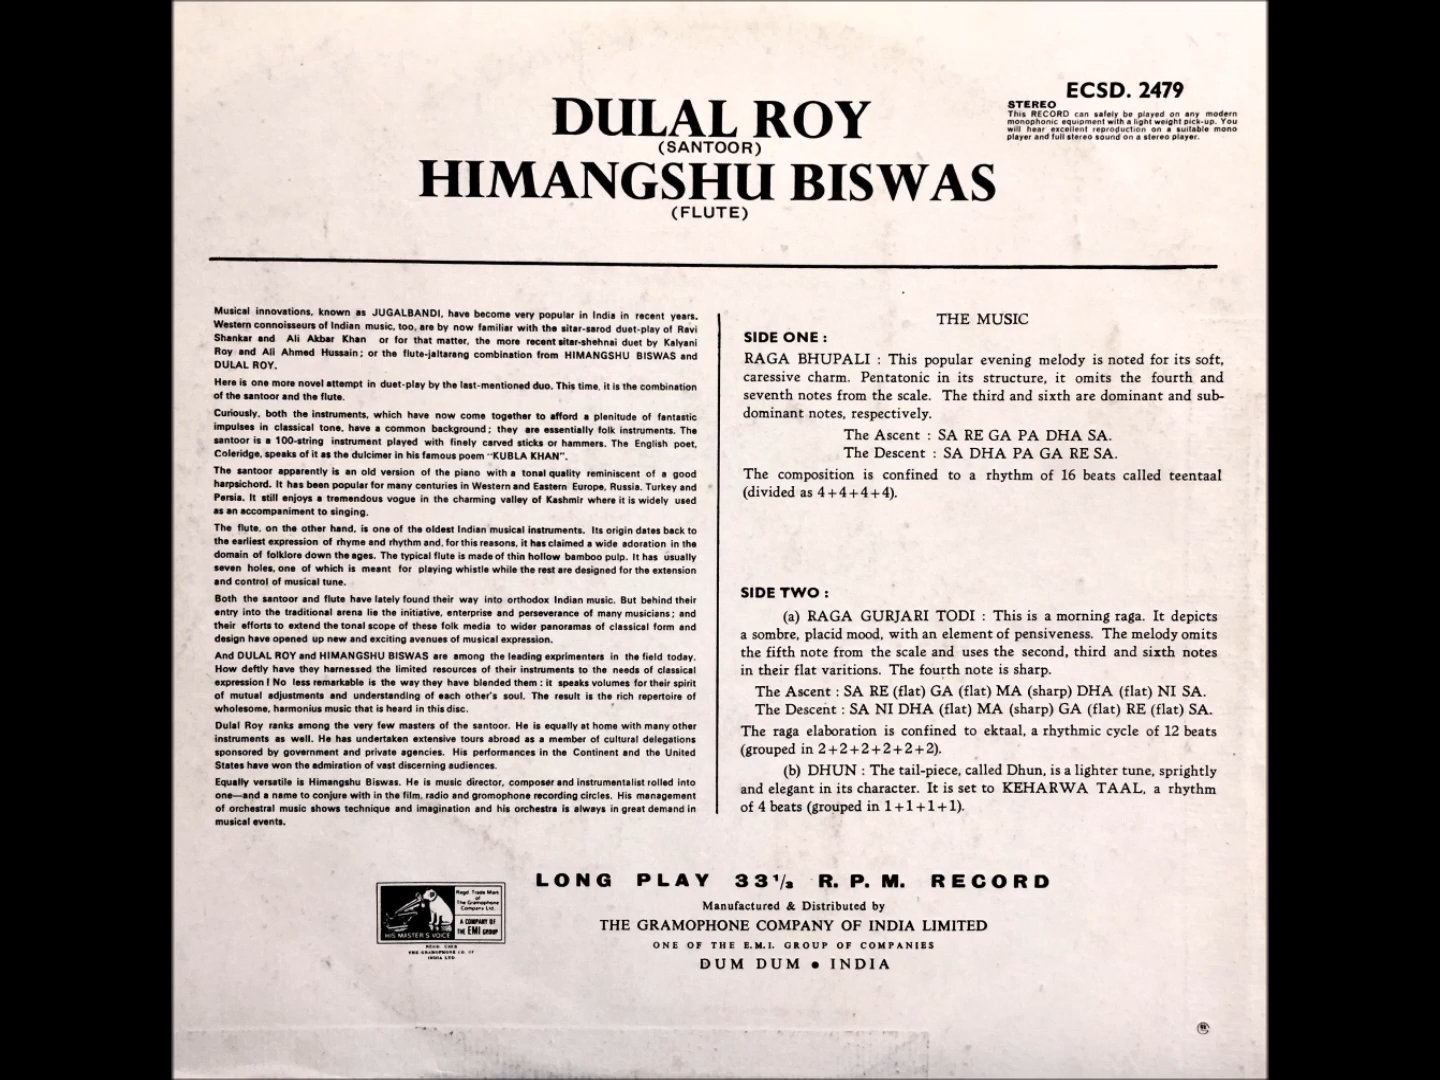 ECSD. 2479
STEREO
This RECORD can safely be played on any modern
monophonic equipment with a light weight pick-up. You
will hear excellent reproduction on a suitable mono
player and full stereo sound on a stereo player.
DULAL ROY
(SANTOOR)
HIMANGSHU BISWAS
(FLUTE)
Musical innovations, known as JUGALBANDI, have become very popular in India in recent years.
Western connoisseurs of Indian music, too, are by now familiar with the sitar-sarod duet-play of Ravi
Shankar and Ali Akbar Khan or for that matter, the more recent sitar-shehnai duet by Kalyani
Roy and Ali Ahmed Hussain; or the flute-jaltarang combination from HIMANGSHU BISWAS and
DULAL ROY.
Here is one more novel attempt in duet-play by the last-mentioned duo. This time, it is the combination
of the santoor and the flute.
Curiously, both the instruments, which have now come together to afford a plenitude of fantastic
impulses in classical tone, have a common background; they are essentially folk instruments. The
santoor is a 100-string instrument played with finely carved sticks or hammers. The English poet,
Coleridge, speaks of it as the dulcimer in his famous poem "KUBLA KHAN".
The santoor apparently is an old version of the piano with a tonal quality reminiscent of a good
harpsichord. It has been popular for many centuries in Western and Eastern Europe, Russia, Turkey and
Persia. It still enjoys a tremendous vogue in the charming valley of Kashmir where it is widely used
as an accompaniment to singing.
The flute, on the other hand, is one of the oldest Indian musical instruments. Its origin dates back to
the earliest expression of rhyme and rhythm and, for this reasons, it has claimed a wide adoration in the
domain of folklore down the ages. The typical flute is made of thin hollow bamboo pulp. It has usually
seven holes, one of which is meant for playing whistle while the rest are designed for the extension
and control of musical tune.
Both the santoor and flute have lately found their way into orthodox Indian music. But behind their
entry into the traditional arena lie the initiative, enterprise and perseverance of many musicians; and
their efforts to extend the tonal scope of these folk media to wider panoramas of classical form and
design have opened up new and exciting avenues of musical expression.
And DULAL ROY and HIMANGSHU BISWAS are among the leading exprimenters in the field today.
How deftly have they harnessed the limited resources of their instruments to the needs of classical
expression! No less remarkable is the way they have blended them: it speaks volumes for their spirit
of mutual adjustments and understanding of each other's soul. The result is the rich repertoire of
wholesome, harmonius music that is heard in this disc.
Dulal Roy ranks among the very few masters of the santoor. He is equally at home with many other
instruments as well. He has undertaken extensive tours abroad as a member of cultural delegations
sponsored by government and private agencies. His performances in the Continent and the United
States have won the admiration of vast discerning audiences.
Equally versatile is Himangshu Biswas. He is music director, composer and instrumentalist rolled into
one—and a name to conjure with in the film, radio and gromophone recording circles. His management
of orchestral music shows technique and imagination and his orchestra is always in great demand in
musical events.
THE MUSIC
SIDE ONE :
RAGA BHUPALI : This popular evening melody is noted for its soft,
caressive charm. Pentatonic in its structure, it omits the fourth and
seventh notes from the scale. The third and sixth are dominant and sub-
dominant notes, respectively.
The Ascent : SA RE GA PA DHA SA.
The Descent : SA DHA PA GA RE SA.
The composition is confined to a rhythm of 16 beats called teentaal
(divided as 4+4+4+4).
SIDE TWO :
(a) RAGA GURJARI TODI : This is a morning raga. It depicts
a sombre, placid mood, with an element of pensiveness. The melody omits
the fifth note from the scale and uses the second, third and sixth notes
in their flat varitions. The fourth note is sharp.
The Ascent : SA RE (flat) GA (flat) MA (sharp) DHA (flat) NI SA.
The Descent : SA NI DHA (flat) MA (sharp) GA (flat) RE (flat) SA.
The raga elaboration is confined to ektaal, a rhythmic cycle of 12 beats
(grouped in 2+2+2+2+2+2).
(b) DHUN : The tail-piece, called Dhun, is a lighter tune, sprightly
and elegant in its character. It is set to KEHARWA TAAL, a rhythm
of 4 beats (grouped in 1+1+1+1).
LONG PLAY 33⅓ R. P. M. RECORD
Manufactured & Distributed by
THE GRAMOPHONE COMPANY OF INDIA LIMITED
ONE OF THE E.M.I. GROUP OF COMPANIES
DUM DUM ● INDIA
HIS MASTER'S VOICE
Regd Trade Mark
of
The Gramophone
Company Ltd.
A COMPANY OF
THE EMI GROUP
REGD. USER
THE GRAMOPHONE CO. OF
INDIA LTD